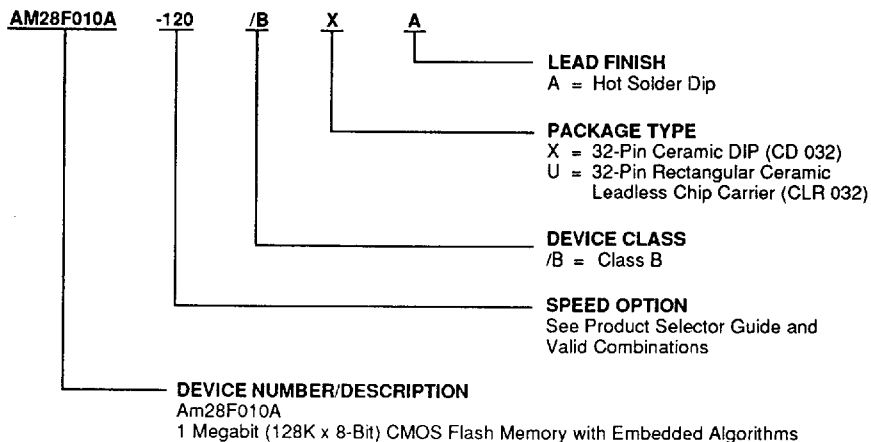 AM28F010A -120 /B X A
LEAD FINISH
A = Hot Solder Dip
PACKAGE TYPE
X = 32-Pin Ceramic DIP (CD 032)
U = 32-Pin Rectangular Ceramic
Leadless Chip Carrier (CLR 032)
DEVICE CLASS
/B = Class B
SPEED OPTION
See Product Selector Guide and
Valid Combinations
DEVICE NUMBER/DESCRIPTION
Am28F010A
1 Megabit (128K x 8-Bit) CMOS Flash Memory with Embedded Algorithms